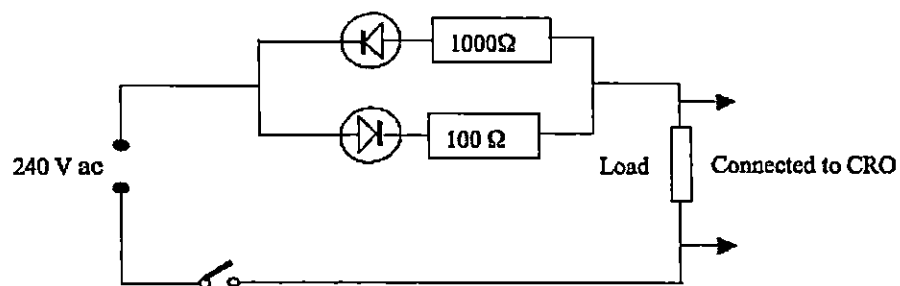 1000Ω
100 Ω
240 V ac
Load
Connected to CRO